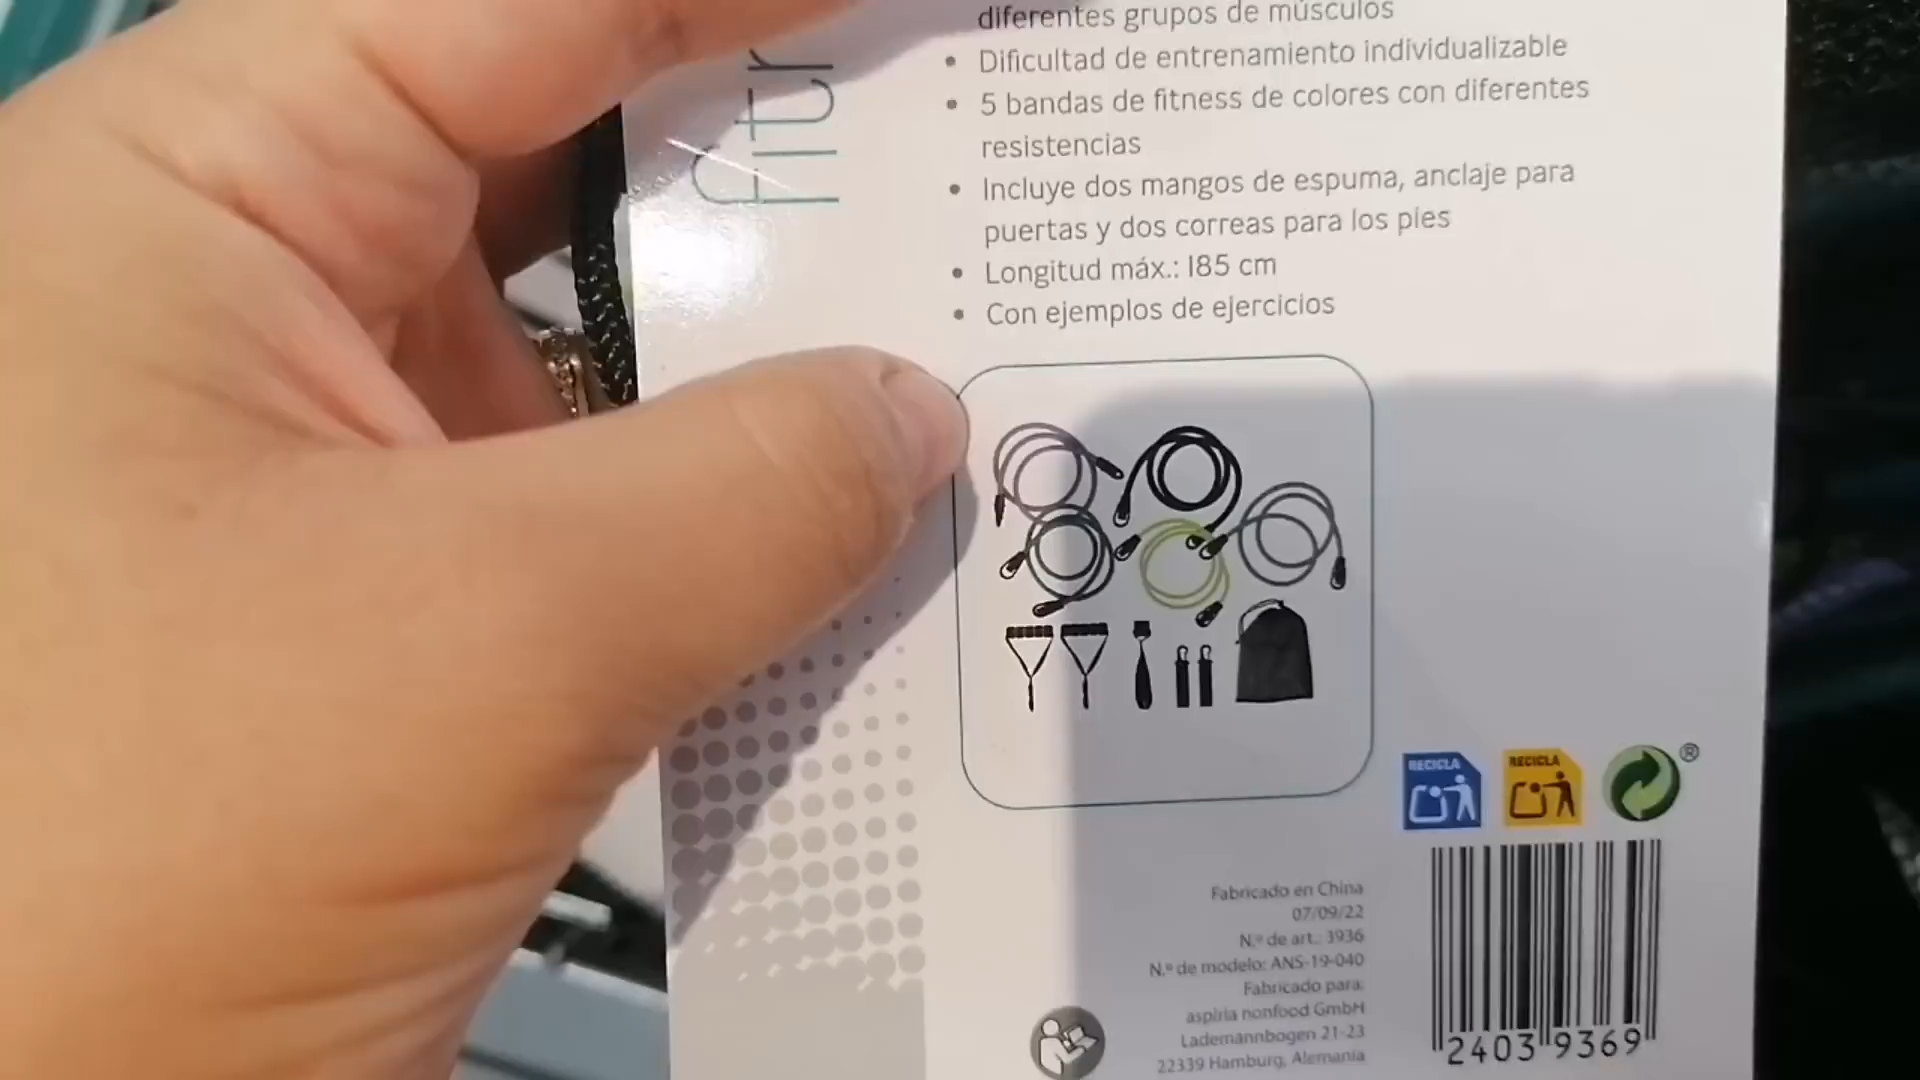 diferentes grupos de músculos
• Dificultad de entrenamiento individualizable
• 5 bandas de fitness de colores con diferentes
resistencias
• Incluye dos mangos de espuma, anclaje para
puertas y dos correas para los pies
• Longitud máx.: 185 cm
• Con ejemplos de ejercicios
RECICLA
RECICLA
®
Fabricado en China
07/09/22
N.º de art.: 3936
N.º de modelo: ANS-19-040
Fabricado para:
aspiria nonfood GmbH
Lademannbogen 21-23
22339 Hamburg, Alemania
2403 9369